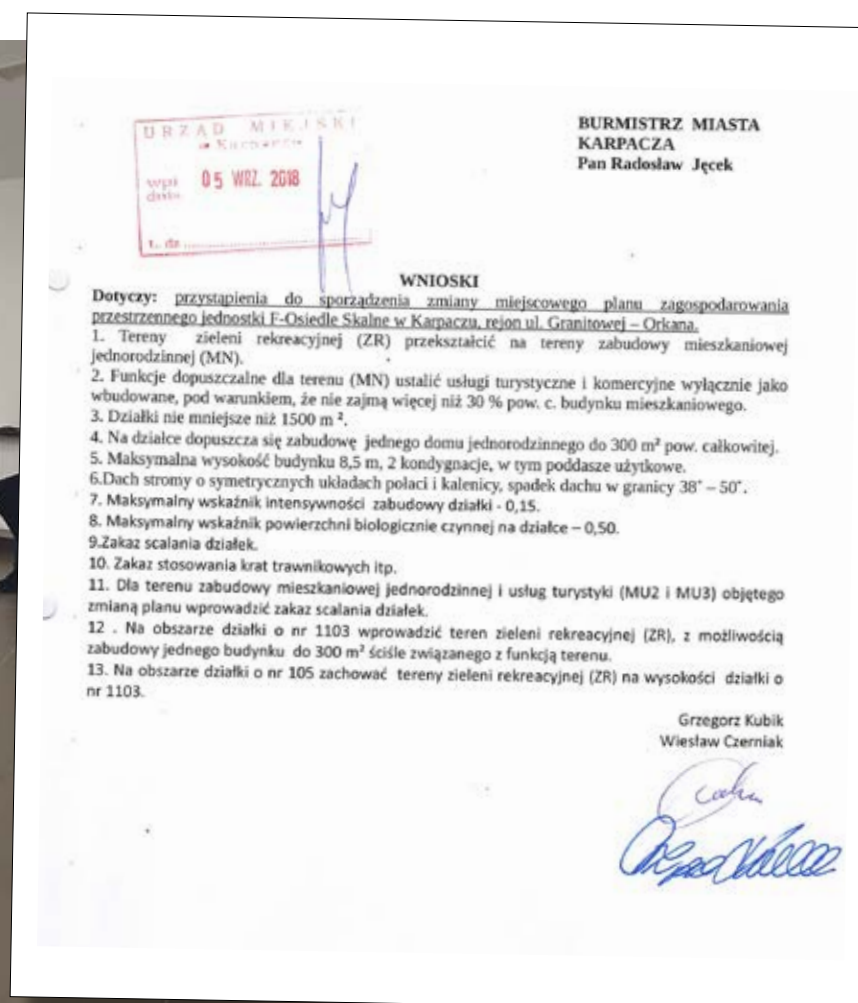 URZĄD MIEJSKI
w Karpaczu
05 WRZ. 2018
L. dz
BURMISTRZ MIASTA
KARPACZA
Pan Radosław Jęcek
WNIOSKI
Dotyczy: przystąpienia do sporządzenia zmiany miejscowego planu zagospodarowania
przestrzennego jednostki F-Osiedle Skalne w Karpaczu, rejon ul. Granitowej – Orkana.
1. Tereny zieleni rekreacyjnej (ZR) przekształcić na tereny zabudowy mieszkaniowej
jednorodzinnej (MN).
2. Funkcje dopuszczalne dla terenu (MN) ustalić usługi turystyczne i komercyjne wyłącznie jako
wbudowane, pod warunkiem, że nie zajmą więcej niż 30 % pow. c. budynku mieszkaniowego.
3. Działki nie mniejsze niż 1500 m ².
4. Na działce dopuszcza się zabudowę jednego domu jednorodzinnego do 300 m² pow. całkowitej.
5. Maksymalna wysokość budynku 8,5 m, 2 kondygnacje, w tym poddasze użytkowe.
6.Dach stromy o symetrycznych układach połaci i kalenicy, spadek dachu w granicy 38° – 50°.
7. Maksymalny wskaźnik intensywności zabudowy działki - 0,15.
8. Maksymalny wskaźnik powierzchni biologicznie czynnej na działce – 0,50.
9.Zakaz scalania działek.
10. Zakaz stosowania krat trawnikowych itp.
11. Dla terenu zabudowy mieszkaniowej jednorodzinnej i usług turystyki (MU2 i MU3) objętego
zmianą planu wprowadzić zakaz scalania działek.
12 . Na obszarze działki o nr 1103 wprowadzić teren zieleni rekreacyjnej (ZR), z możliwością
zabudowy jednego budynku do 300 m² ściśle związanego z funkcją terenu.
13. Na obszarze działki o nr 105 zachować tereny zieleni rekreacyjnej (ZR) na wysokości działki o
nr 1103.
Grzegorz Kubik
Wiesław Czerniak